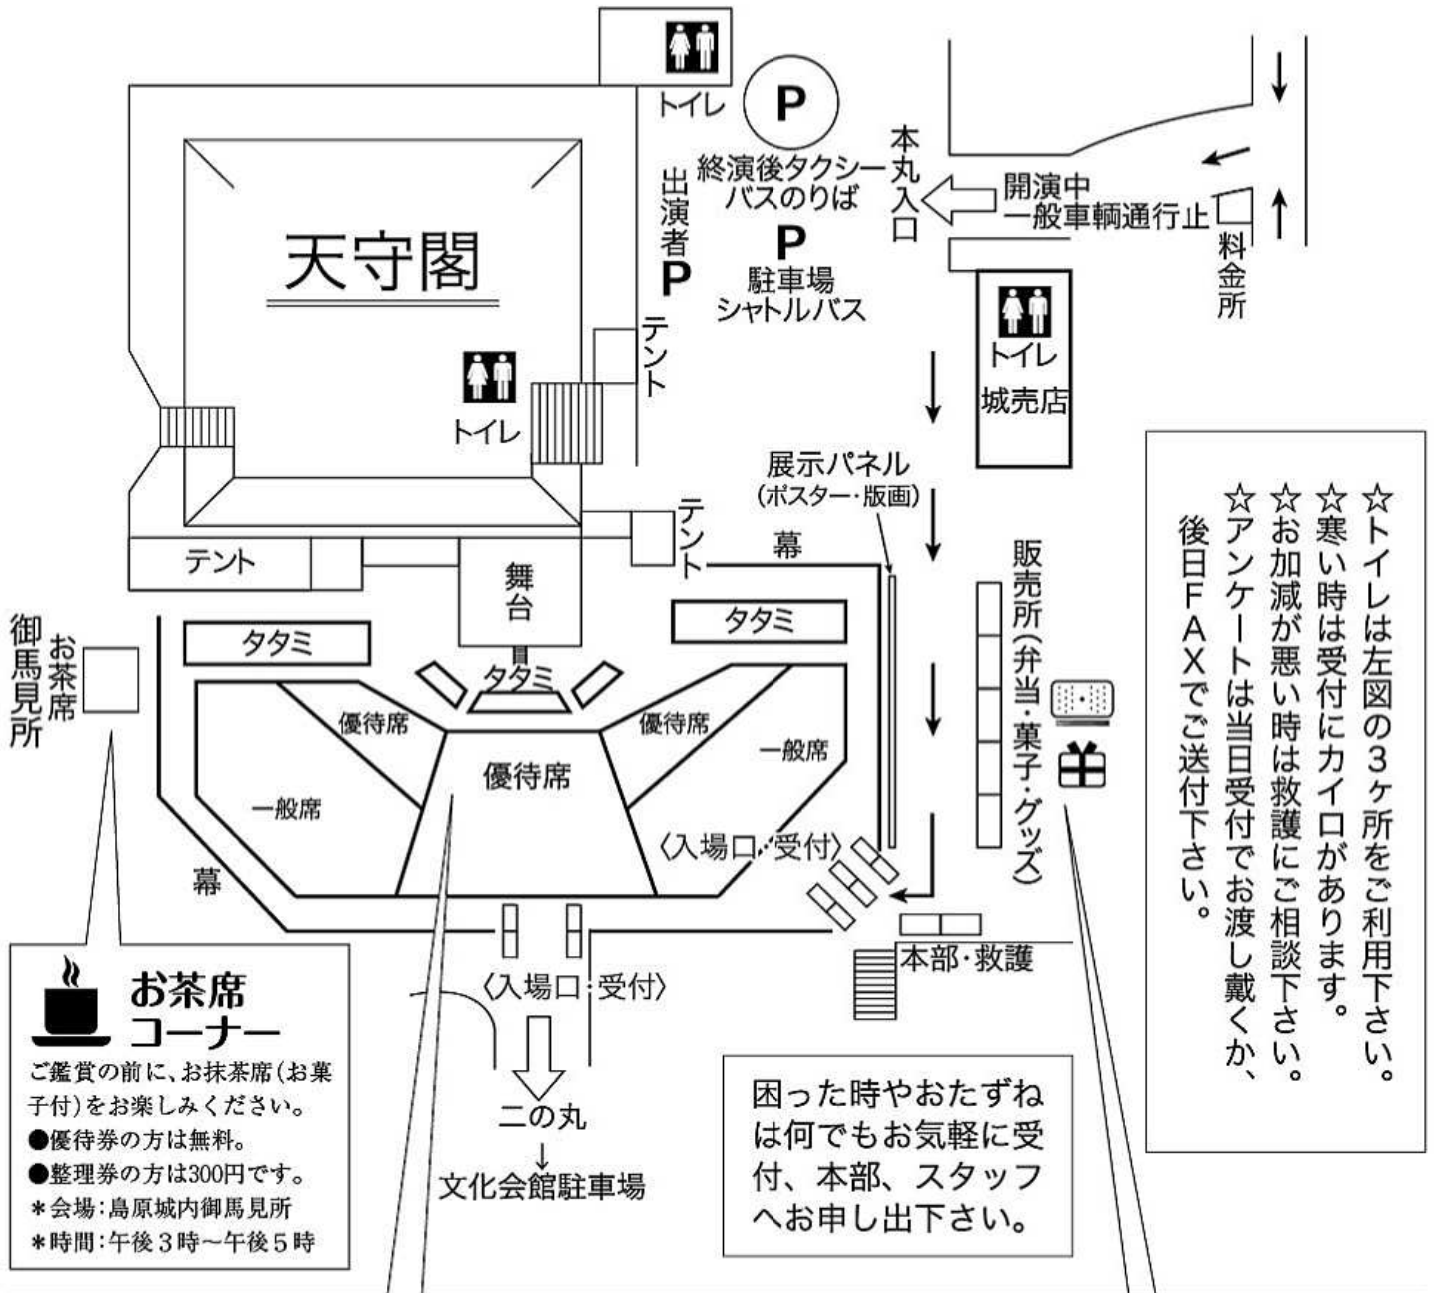 トイレ
P
終演後タクシー
バスのりば
本丸入口
開演中
一般車輌通行止
料金所
出演者P
P
駐車場
シャトルバス
天守閣
テント
トイレ
トイレ
城売店
展示パネル
(ポスター・版画)
テント
幕
テント
舞台
タタミ
タタミ
タタミ
御馬見所
お茶席
優待席
優待席
優待席
一般席
一般席
幕
〈入場口・受付〉
販売所(弁当・菓子・グッズ)
本部・救護
〈入場口・受付〉
二の丸
↓
文化会館駐車場
☆トイレは左図の3ヶ所をご利用下さい。
☆寒い時は受付にカイロがあります。
☆お加減が悪い時は救護にご相談下さい。
☆アンケートは当日受付でお渡し戴くか、
後日FAXでご送付下さい。
お茶席
コーナー
ご鑑賞の前に、お抹茶席(お菓
子付)をお楽しみください。
●優待券の方は無料。
●整理券の方は300円です。
＊会場:島原城内御馬見所
＊時間:午後3時〜午後5時
困った時やおたずね
は何でもお気軽に受
付、本部、スタッフ
へお申し出下さい。